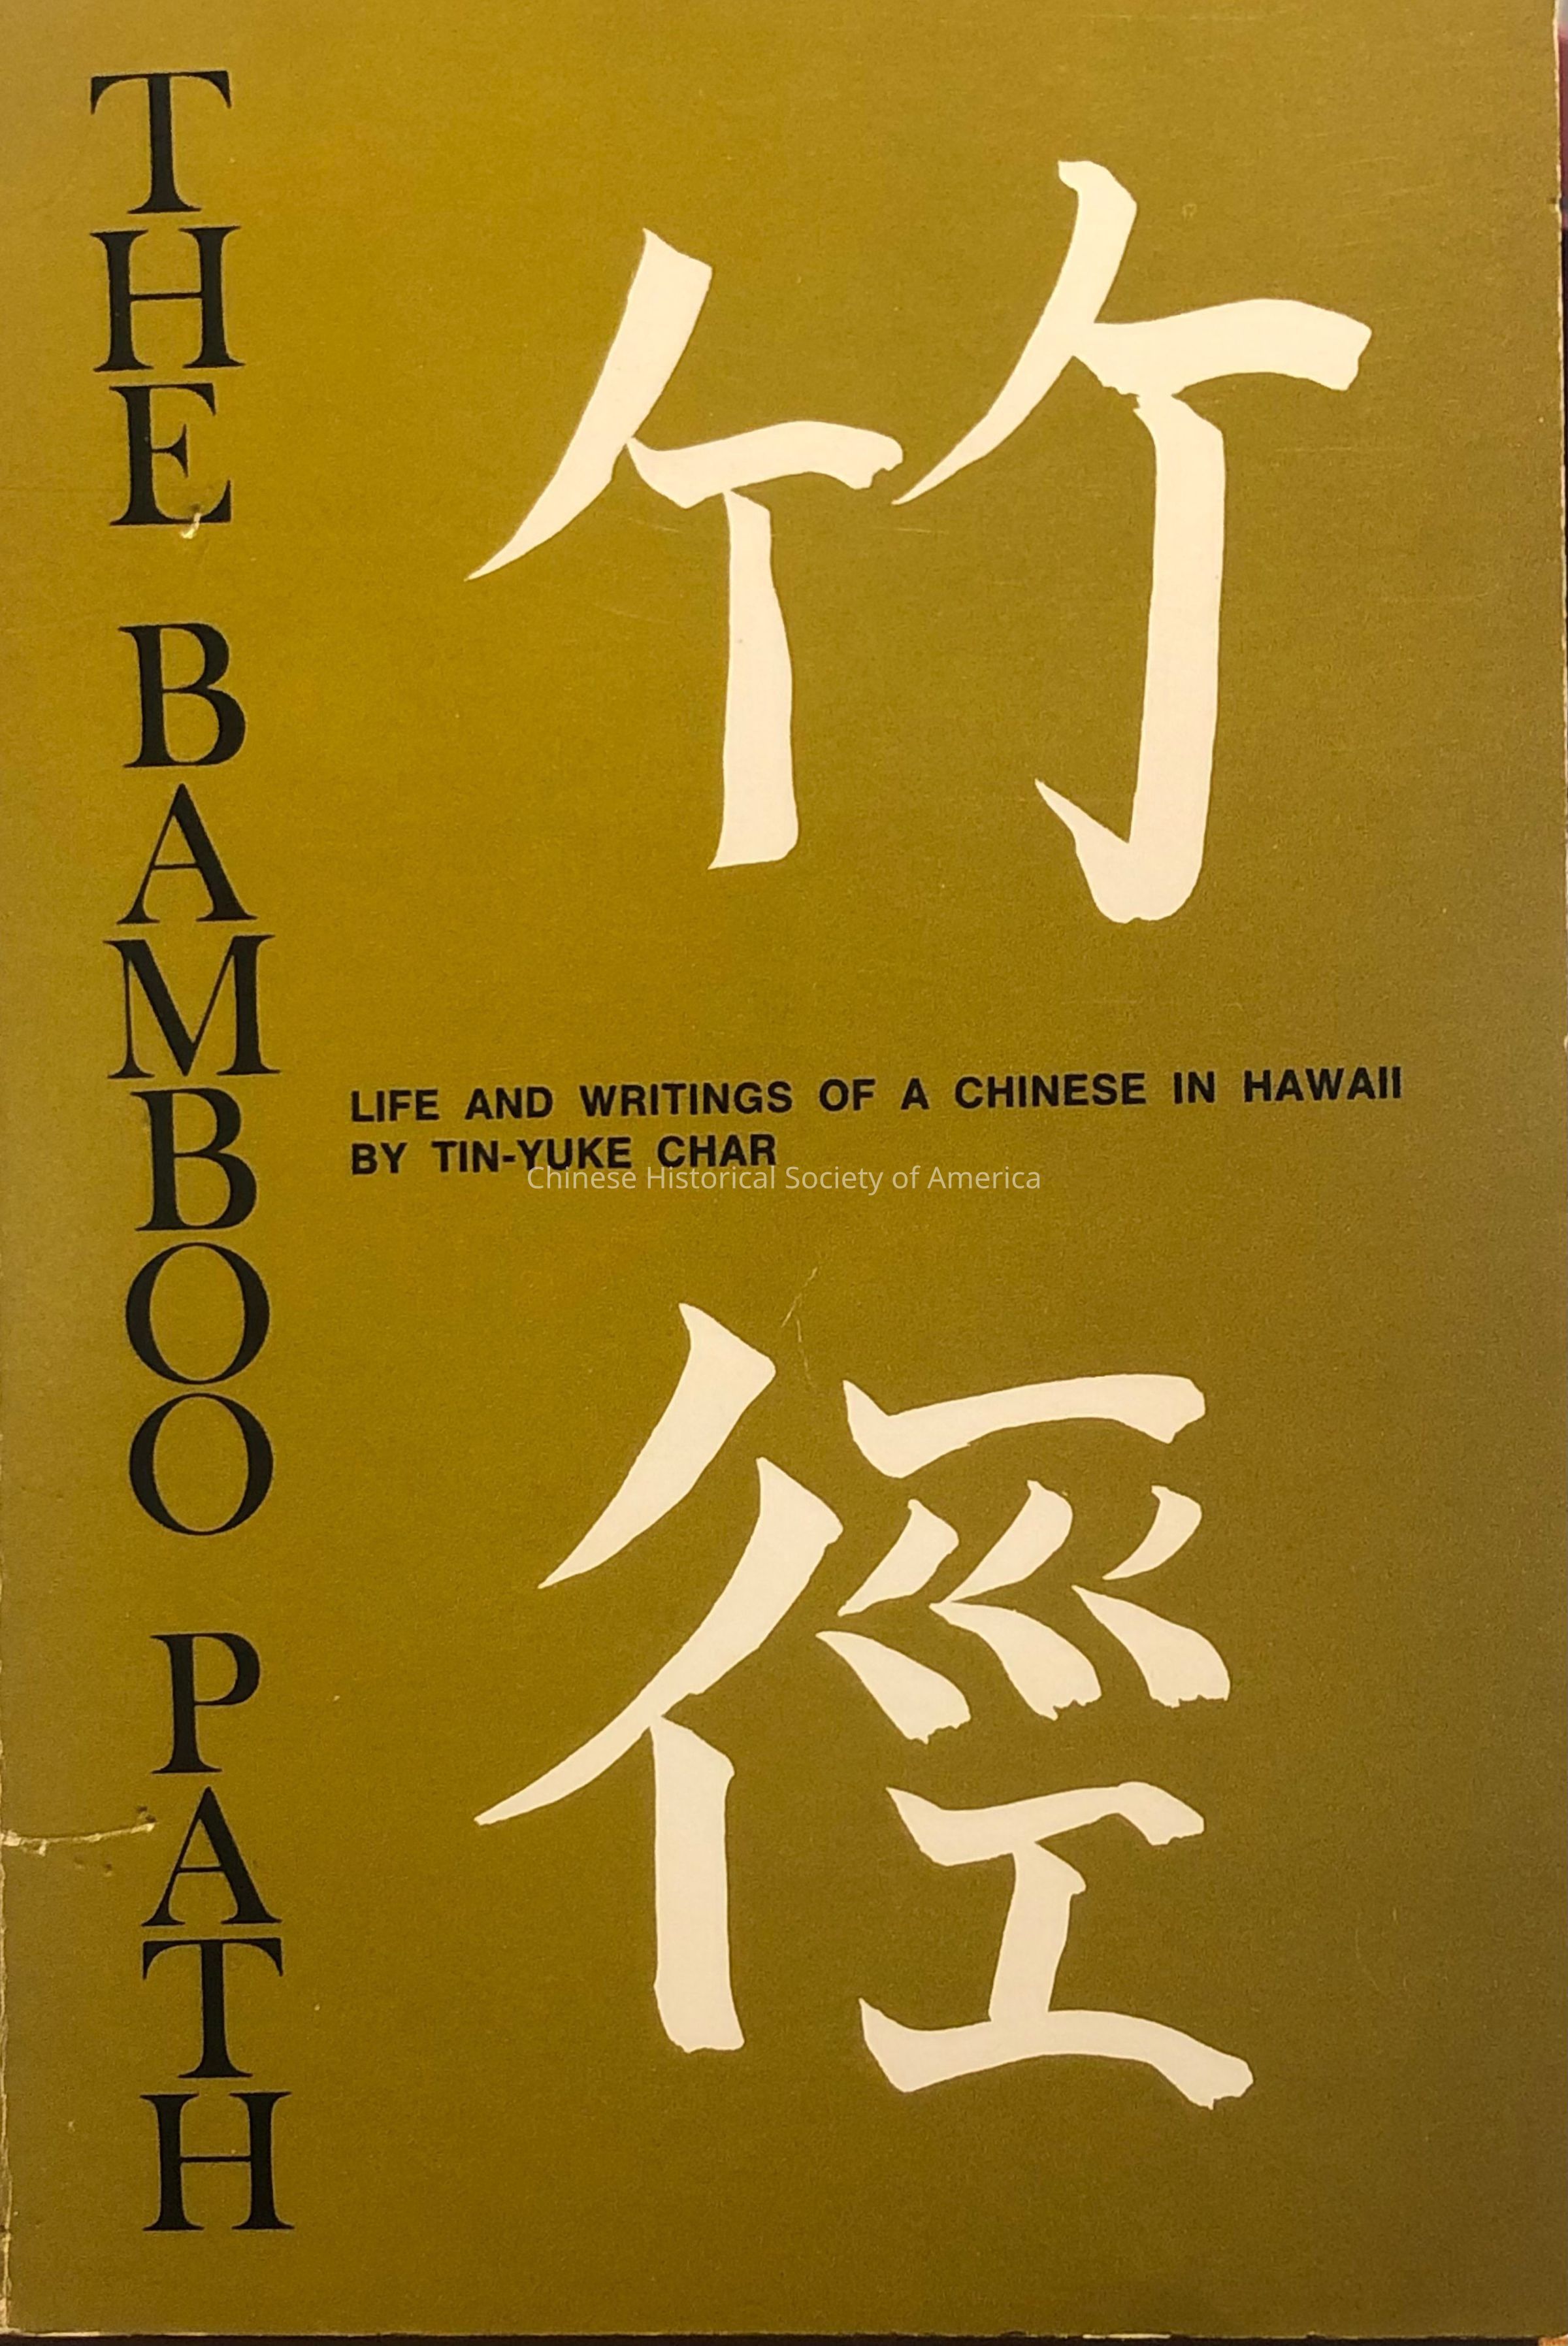 THE BAMBOO PATH
竹
LIFE AND WRITINGS OF A CHINESE IN HAWAII
BY TIN-YUKE CHAR
Chinese Historical Society of America
徑